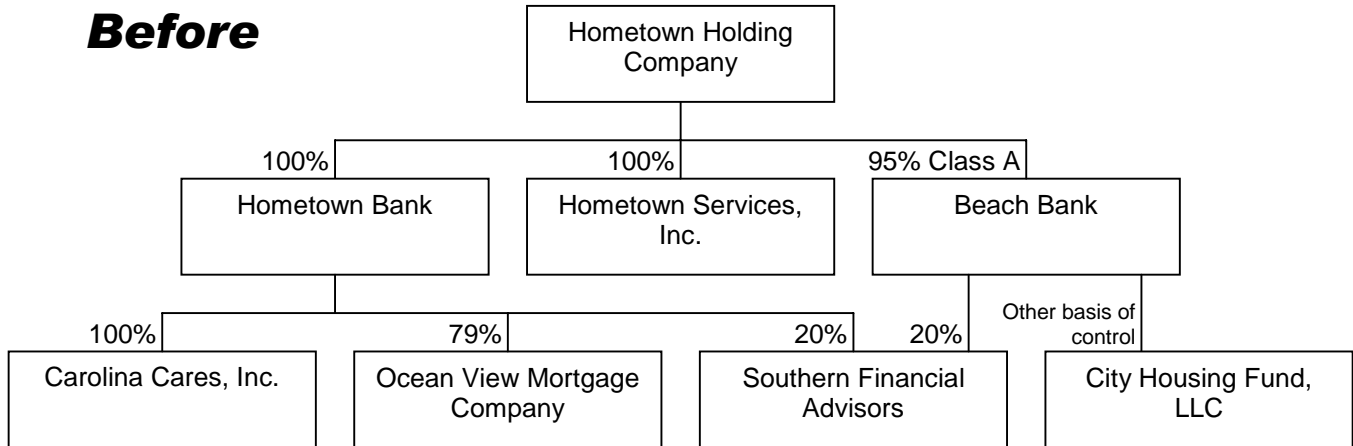 Before
Hometown Holding
Company
100%
100%
95% Class A
Hometown Bank
Hometown Services,
Inc.
Beach Bank
100%
79%
20%
20%
Other basis of
control
Carolina Cares, Inc.
Ocean View Mortgage
Company
Southern Financial
Advisors
City Housing Fund,
LLC